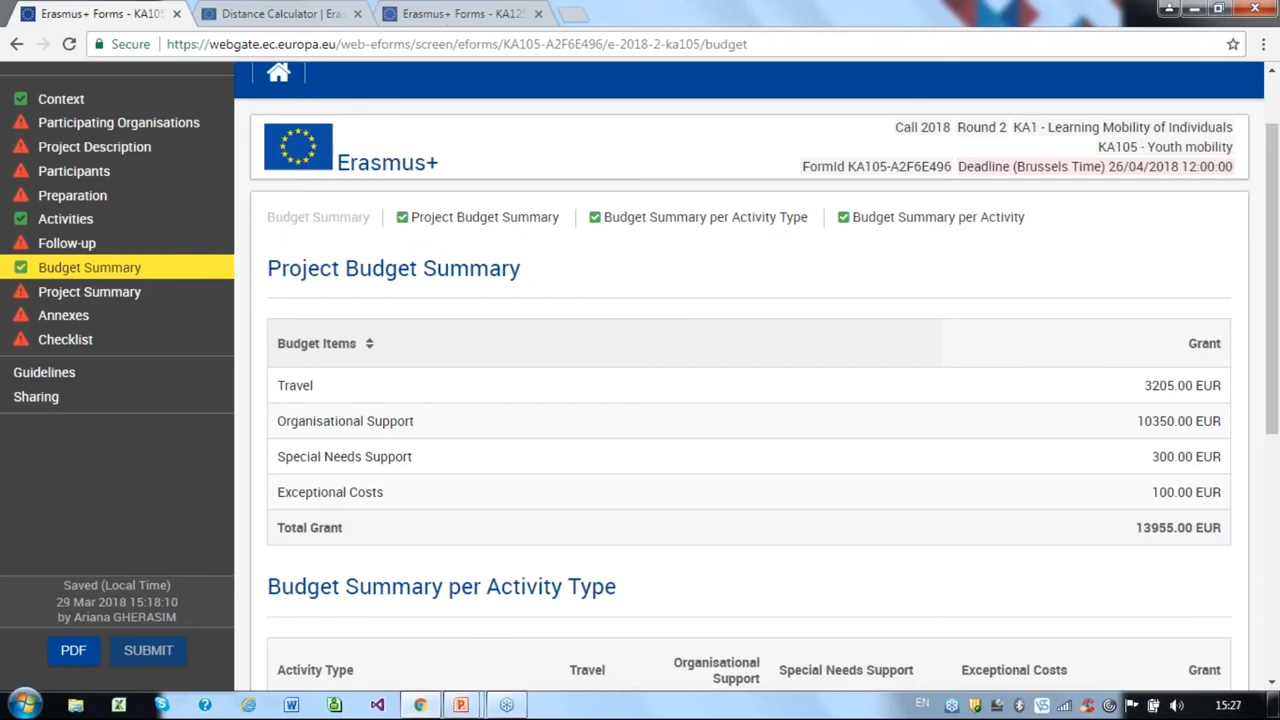 Erasmus+ Forms - KA105
Distance Calculator | Eras
Erasmus+ Forms - KA125
Secure
https://webgate.ec.europa.eu/web-eforms/screen/eforms/KA105-A2F6E496/e-2018-2-ka105/budget
Context
Participating Organisations
Project Description
Participants
Preparation
Activities
Follow-up
Budget Summary
Project Summary
Annexes
Checklist
Guidelines
Sharing
Saved (Local Time)
29 Mar 2018 15:18:10
by Ariana GHERASIM
PDF
SUBMIT
Erasmus+
Call 2018 Round 2 KA1 - Learning Mobility of Individuals
KA105 - Youth mobility
FormId KA105-A2F6E496 Deadline (Brussels Time) 26/04/2018 12:00:00
Budget Summary
Project Budget Summary
Budget Summary per Activity Type
Budget Summary per Activity
Project Budget Summary
Budget Items Grant
Travel 3205.00 EUR
Organisational Support 10350.00 EUR
Special Needs Support 300.00 EUR
Exceptional Costs 100.00 EUR
Total Grant 13955.00 EUR
Budget Summary per Activity Type
Activity Type
Travel
Organisational
Support
Special Needs Support
Exceptional Costs
Grant
EN
15:27